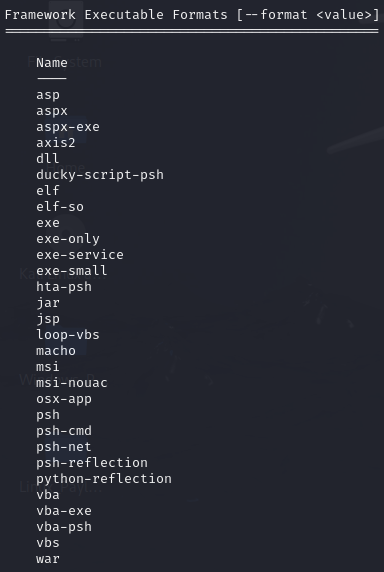 Framework Executable Formats [--format <value>]
===============================================
Name
----
asp
aspx
aspx-exe
axis2
dll
ducky-script-psh
elf
elf-so
exe
exe-only
exe-service
exe-small
hta-psh
jar
jsp
loop-vbs
macho
msi
msi-nouac
osx-app
psh
psh-cmd
psh-net
psh-reflection
python-reflection
vba
vba-exe
vba-psh
vbs
war